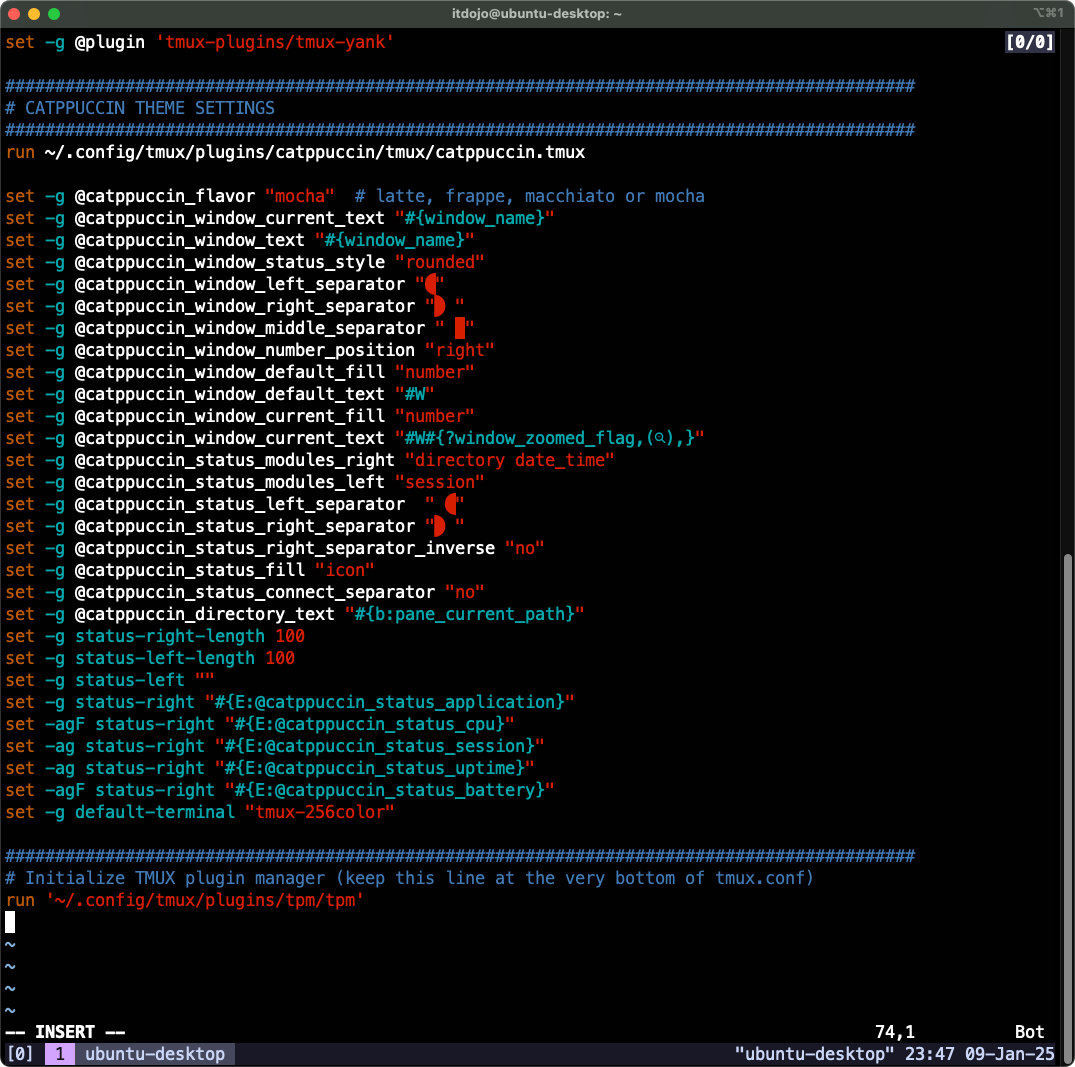 itdojo@ubuntu-desktop: ~
⌥⌘1
set -g @plugin 'tmux-plugins/tmux-yank'
[0/0]
###########################################################################################
# CATPPUCCIN THEME SETTINGS
###########################################################################################
run ~/.config/tmux/plugins/catppuccin/tmux/catppuccin.tmux
set -g @catppuccin_flavor "mocha"  # latte, frappe, macchiato or mocha
set -g @catppuccin_window_current_text "#{window_name}"
set -g @catppuccin_window_text "#{window_name}"
set -g @catppuccin_window_status_style "rounded"
set -g @catppuccin_window_left_separator ""
set -g @catppuccin_window_right_separator " "
set -g @catppuccin_window_middle_separator " █"
set -g @catppuccin_window_number_position "right"
set -g @catppuccin_window_default_fill "number"
set -g @catppuccin_window_default_text "#W"
set -g @catppuccin_window_current_fill "number"
set -g @catppuccin_window_current_text "#W#{?window_zoomed_flag,(),}"
set -g @catppuccin_status_modules_right "directory date_time"
set -g @catppuccin_status_modules_left "session"
set -g @catppuccin_status_left_separator  " "
set -g @catppuccin_status_right_separator " "
set -g @catppuccin_status_right_separator_inverse "no"
set -g @catppuccin_status_fill "icon"
set -g @catppuccin_status_connect_separator "no"
set -g @catppuccin_directory_text "#{b:pane_current_path}"
set -g status-right-length 100
set -g status-left-length 100
set -g status-left ""
set -g status-right "#{E:@catppuccin_status_application}"
set -agF status-right "#{E:@catppuccin_status_cpu}"
set -ag status-right "#{E:@catppuccin_status_session}"
set -ag status-right "#{E:@catppuccin_status_uptime}"
set -agF status-right "#{E:@catppuccin_status_battery}"
set -g default-terminal "tmux-256color"
###########################################################################################
# Initialize TMUX plugin manager (keep this line at the very bottom of tmux.conf)
run '~/.config/tmux/plugins/tpm/tpm'
~
~
~
~
-- INSERT --                                                                           74,1          Bot
[0]  1  ubuntu-desktop                                                   "ubuntu-desktop" 23:47 09-Jan-25